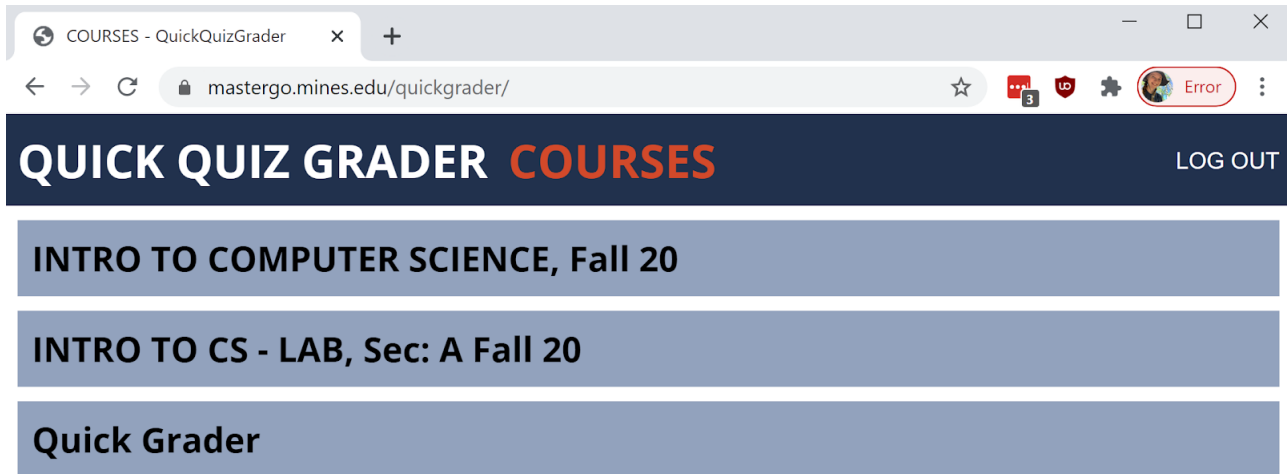 COURSES - QuickQuizGrader
mastergo.mines.edu/quickgrader/
3
Error
QUICK QUIZ GRADER COURSES
LOG OUT
INTRO TO COMPUTER SCIENCE, Fall 20
INTRO TO CS - LAB, Sec: A Fall 20
Quick Grader